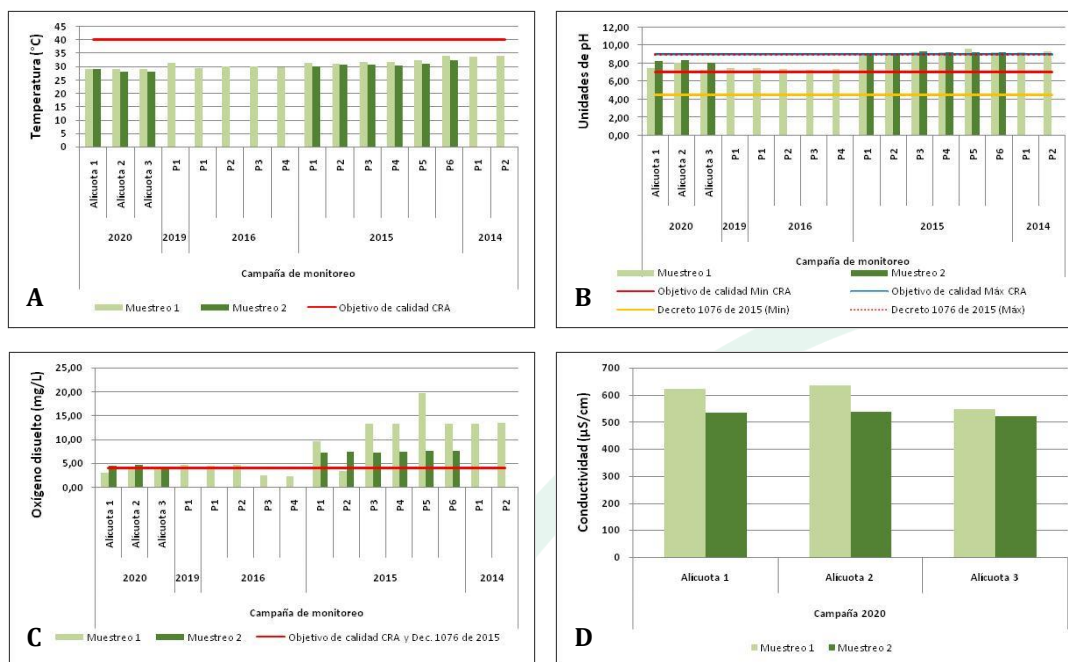 Temperatura (°C)
45
40
35
30
25
20
15
10
5
0
Alicuota 1
Alicuota 2
Alicuota 3
P1
P1
P2
P3
P4
P1
P2
P3
P4
P5
P6
P1
P2
2020 2019 2016 2015 2014
Campaña de monitoreo
Muestreo 1 Muestreo 2 Objetivo de calidad CRA
A
Unidades de pH
12,00
10,00
8,00
6,00
4,00
2,00
0,00
Alicuota 1
Alicuota 2
Alicuota 3
P1
P1
P2
P3
P4
P1
P2
P3
P4
P5
P6
P1
P2
2020 2019 2016 2015 2014
Campaña de monitoreo
Muestreo 1 Muestreo 2
Objetivo de calidad Min CRA Objetivo de calidad Máx CRA
Decreto 1076 de 2015 (Min) Decreto 1076 de 2015 (Máx)
B
Oxígeno disuelto (mg/L)
25,00
20,00
15,00
10,00
5,00
0,00
Alicuota 1
Alicuota 2
Alicuota 3
P1
P1
P2
P3
P4
P1
P2
P3
P4
P5
P6
P1
P2
2020 2019 2016 2015 2014
Campaña de monitoreo
Muestreo 1 Muestreo 2 Objetivo de calidad CRA y Dec. 1076 de 2015
C
Conductividad (µS/cm)
700
600
500
400
300
200
100
0
Alicuota 1 Alicuota 2 Alicuota 3
Campaña 2020
Muestreo 1 Muestreo 2
D